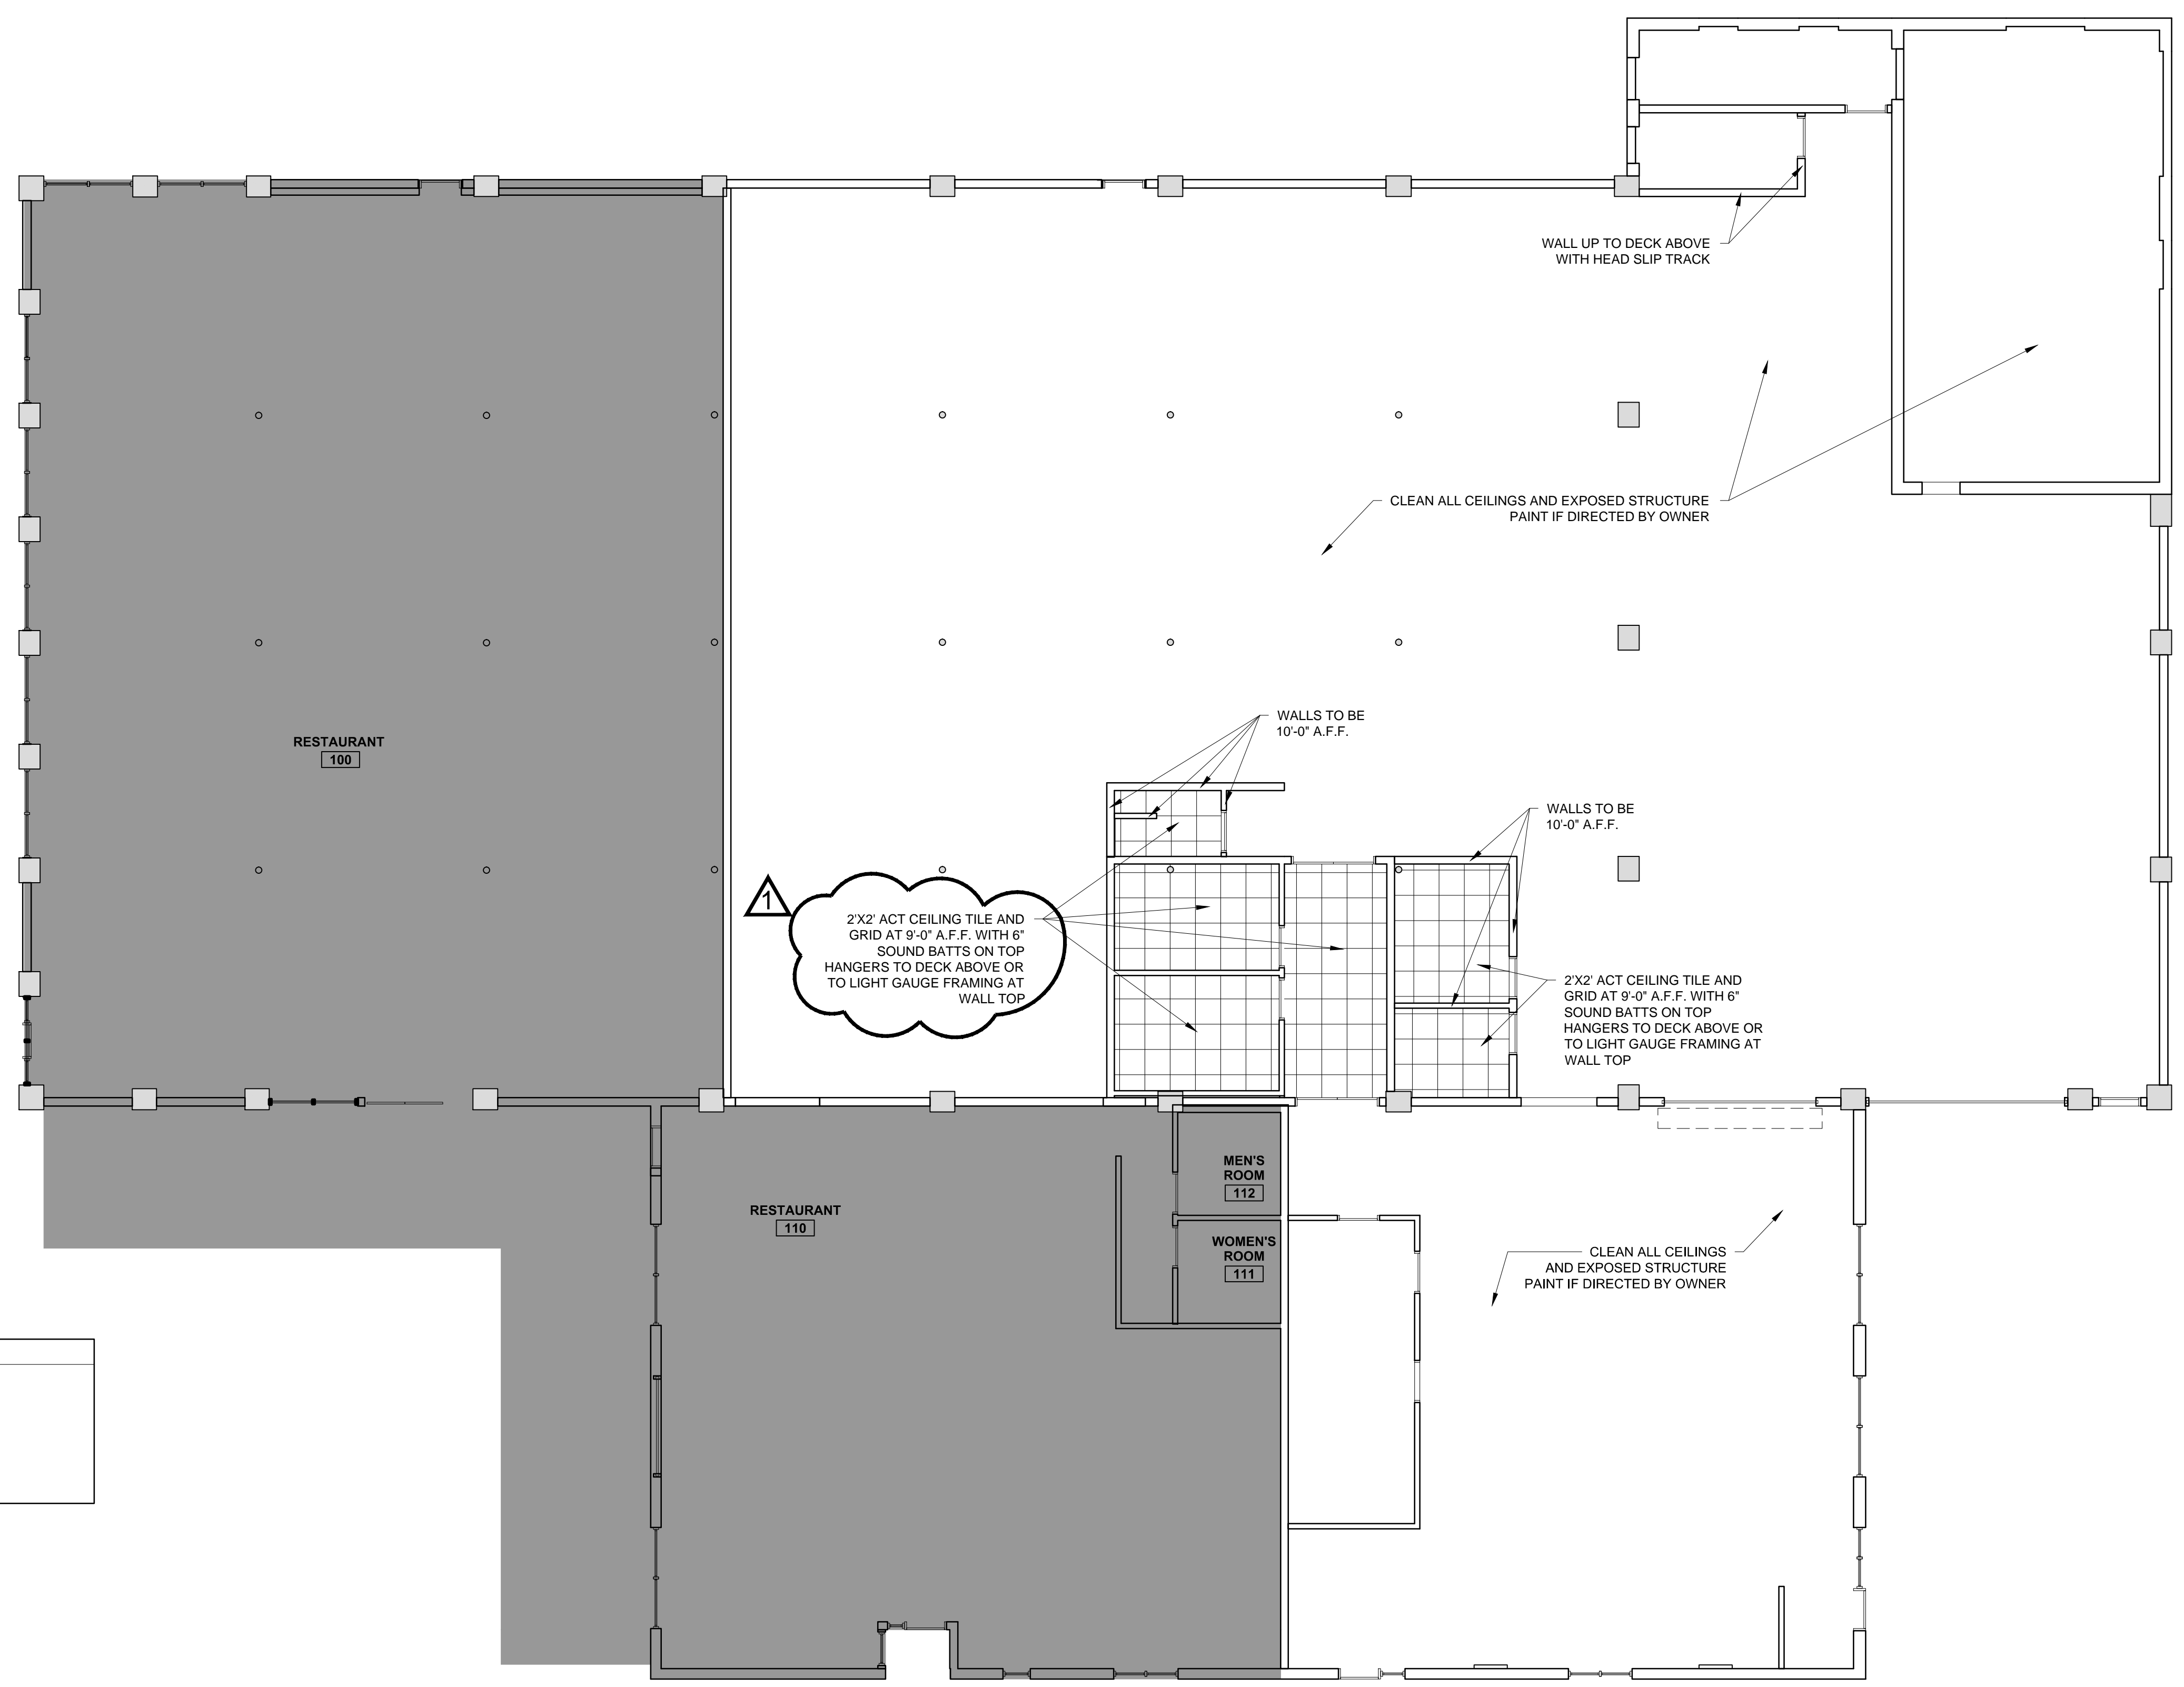 WALL UP TO DECK ABOVE
WITH HEAD SLIP TRACK
CLEAN ALL CEILINGS AND EXPOSED STRUCTURE
PAINT IF DIRECTED BY OWNER
WALLS TO BE
10'-0" A.F.F.
RESTAURANT
100
WALLS TO BE
10'-0" A.F.F.
1
2'X2' ACT CEILING TILE AND
GRID AT 9'-0" A.F.F. WITH 6"
SOUND BATTS ON TOP
HANGERS TO DECK ABOVE OR
TO LIGHT GAUGE FRAMING AT
WALL TOP
2'X2' ACT CEILING TILE AND
GRID AT 9'-0" A.F.F. WITH 6"
SOUND BATTS ON TOP
HANGERS TO DECK ABOVE OR
TO LIGHT GAUGE FRAMING AT
WALL TOP
MEN'S
ROOM
112
RESTAURANT
110
WOMEN'S
ROOM
111
CLEAN ALL CEILINGS
AND EXPOSED STRUCTURE
PAINT IF DIRECTED BY OWNER